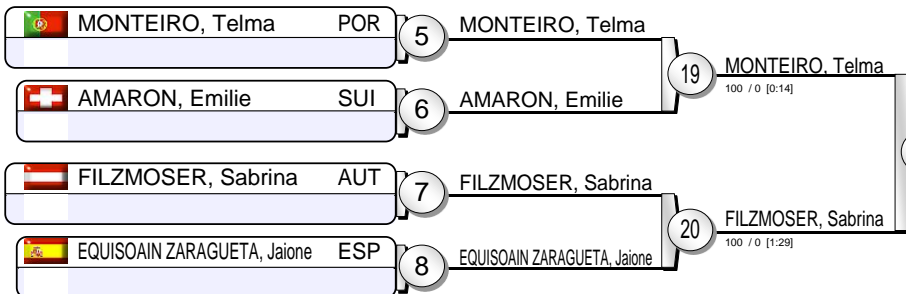 MONTEIRO, Telma POR
5
MONTEIRO, Telma
19
MONTEIRO, Telma
100 / 0 [0:14]
AMARON, Emilie SUI
6
AMARON, Emilie
FILZMOSER, Sabrina AUT
7
FILZMOSER, Sabrina
20
FILZMOSER, Sabrina
100 / 0 [1:29]
EQUISOAIN ZARAGUETA, Jaione ESP
8
EQUISOAIN ZARAGUETA, Jaione